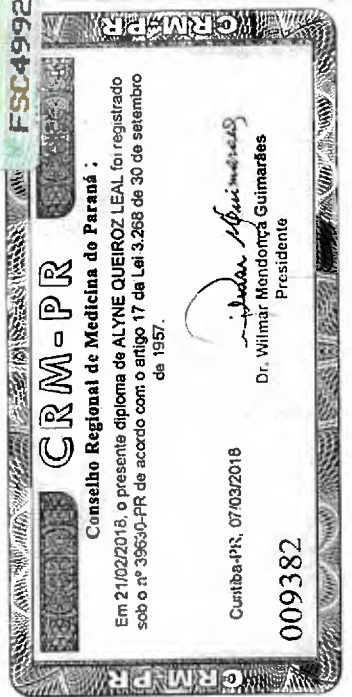 FSC4992
CRM-PR
CRM-PR
Conselho Regional de Medicina do Paraná :
Em 21/02/2018, o presente diploma de ALYNE QUEIROZ LEAL foi registrado
sob o nº 39630-PR de acordo com o artigo 17 da Lei 3.268 de 30 de setembro
de 1957.
Curitiba-PR, 07/03/2018
Dr. Wilmar Mendonça Guimarães
Presidente
009382
CRM-PR
CRM-PR